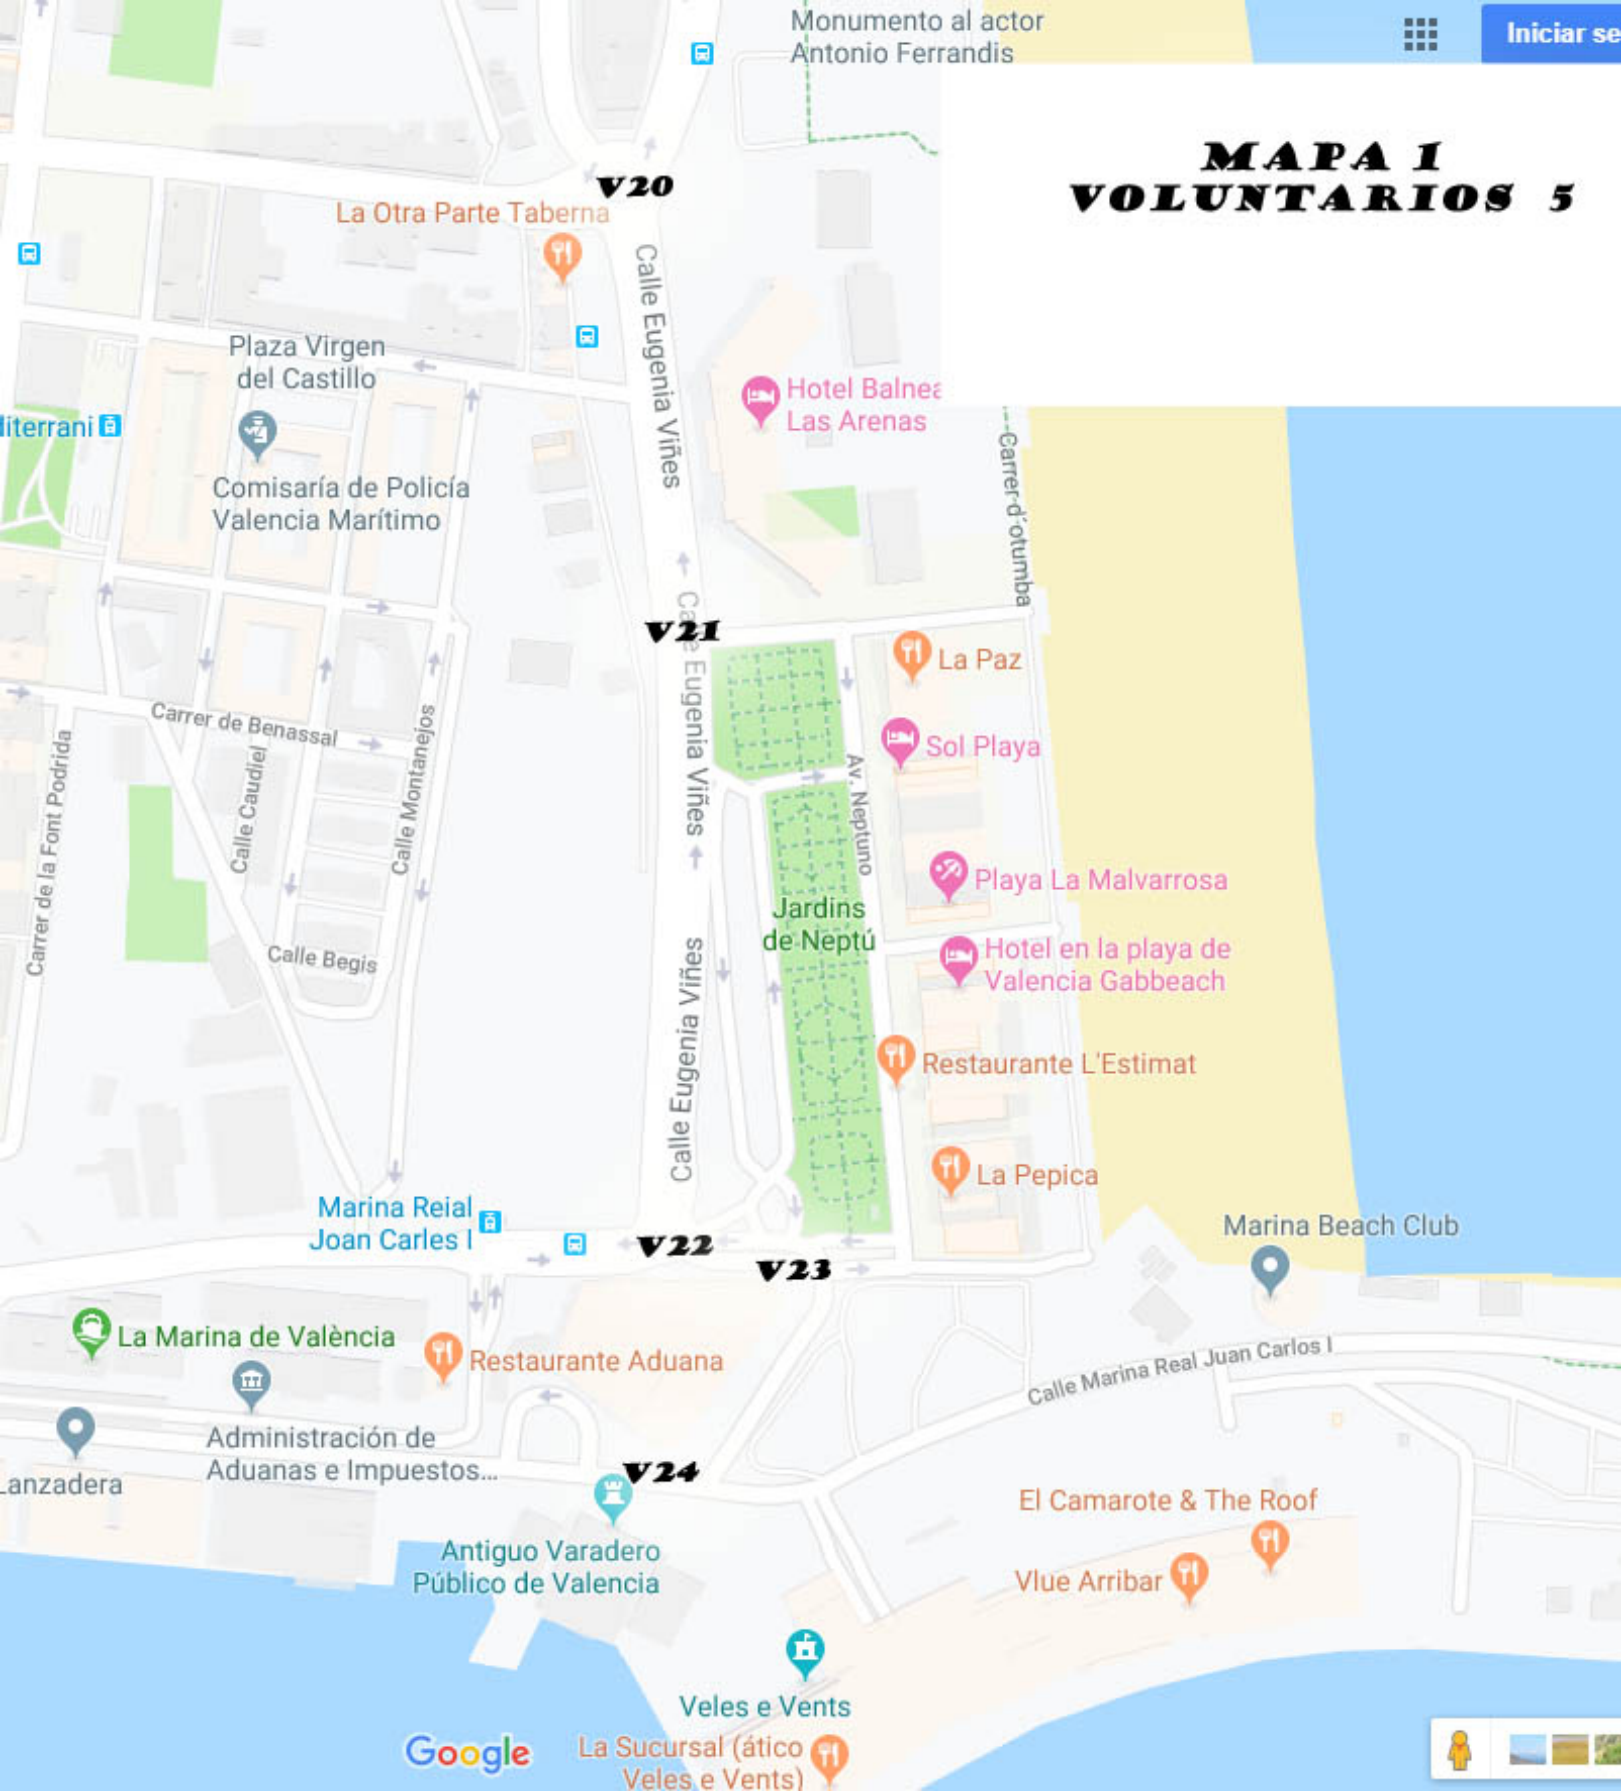 Monumento al actor
Antonio Ferrandis
Iniciar se
MAPA 1
VOLUNTARIOS 5
V20
La Otra Parte Taberna
Calle Eugenia Viñes
Plaza Virgen
del Castillo
Hotel Balnea
Las Arenas
literrani
Comisaría de Policía
Valencia Marítimo
Carrer d'otumba
V21
Calle Eugenia Viñes
La Paz
Carrer de Benassal
Sol Playa
Carrer de la Font Podrida
Calle Caudiel
Calle Montanejos
Av. Neptuno
Playa La Malvarrosa
Jardins
de Neptú
Calle Begis
Hotel en la playa de
Valencia Gabbeach
Calle Eugenia Viñes
Restaurante L'Estimat
La Pepica
Marina Reial
Joan Carles I
Marina Beach Club
V22
V23
La Marina de València
Restaurante Aduana
Calle Marina Real Juan Carlos I
Administración de
Aduanas e Impuestos...
Lanzadera
V24
El Camarote & The Roof
Antiguo Varadero
Público de Valencia
Vlue Arribar
Veles e Vents
Google
La Sucursal (ático
Veles e Vents)